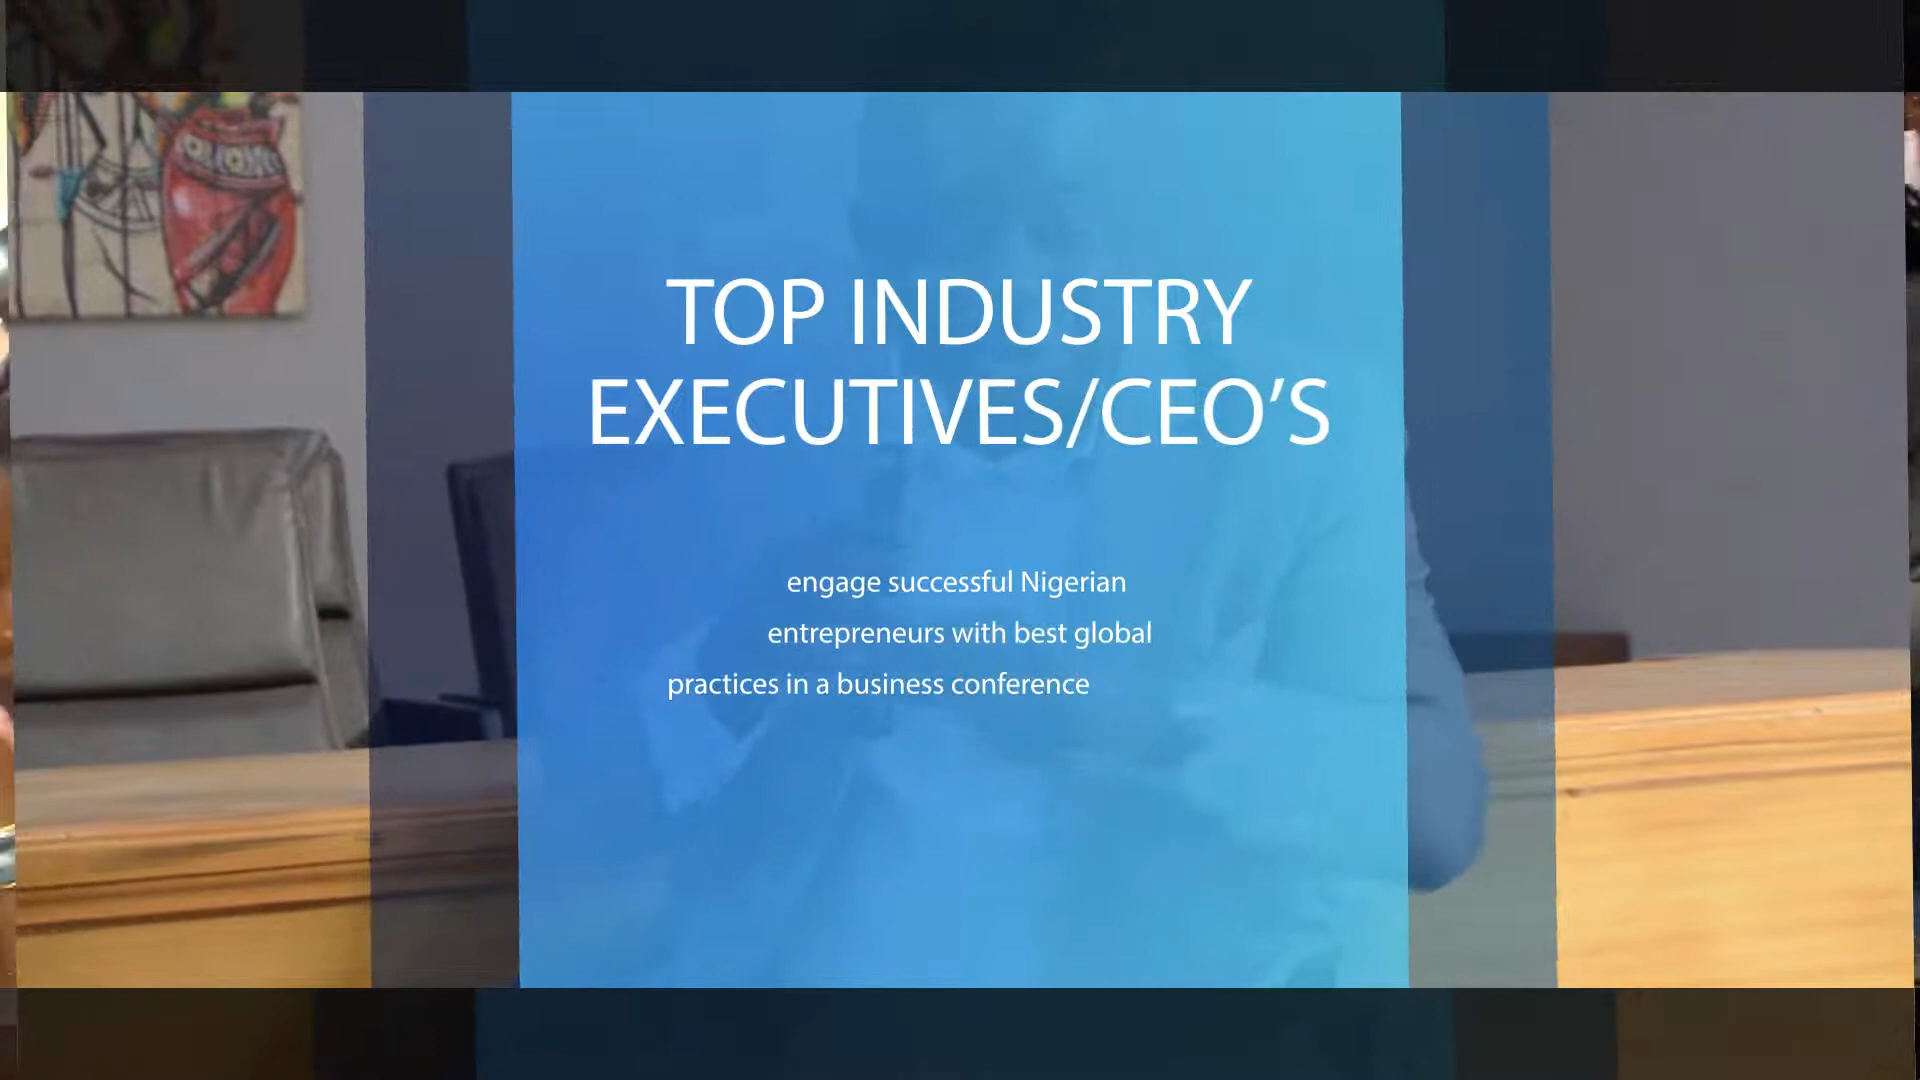 TOP INDUSTRY
EXECUTIVES/CEO’S
engage successful Nigerian
entrepreneurs with best global
practices in a business conference